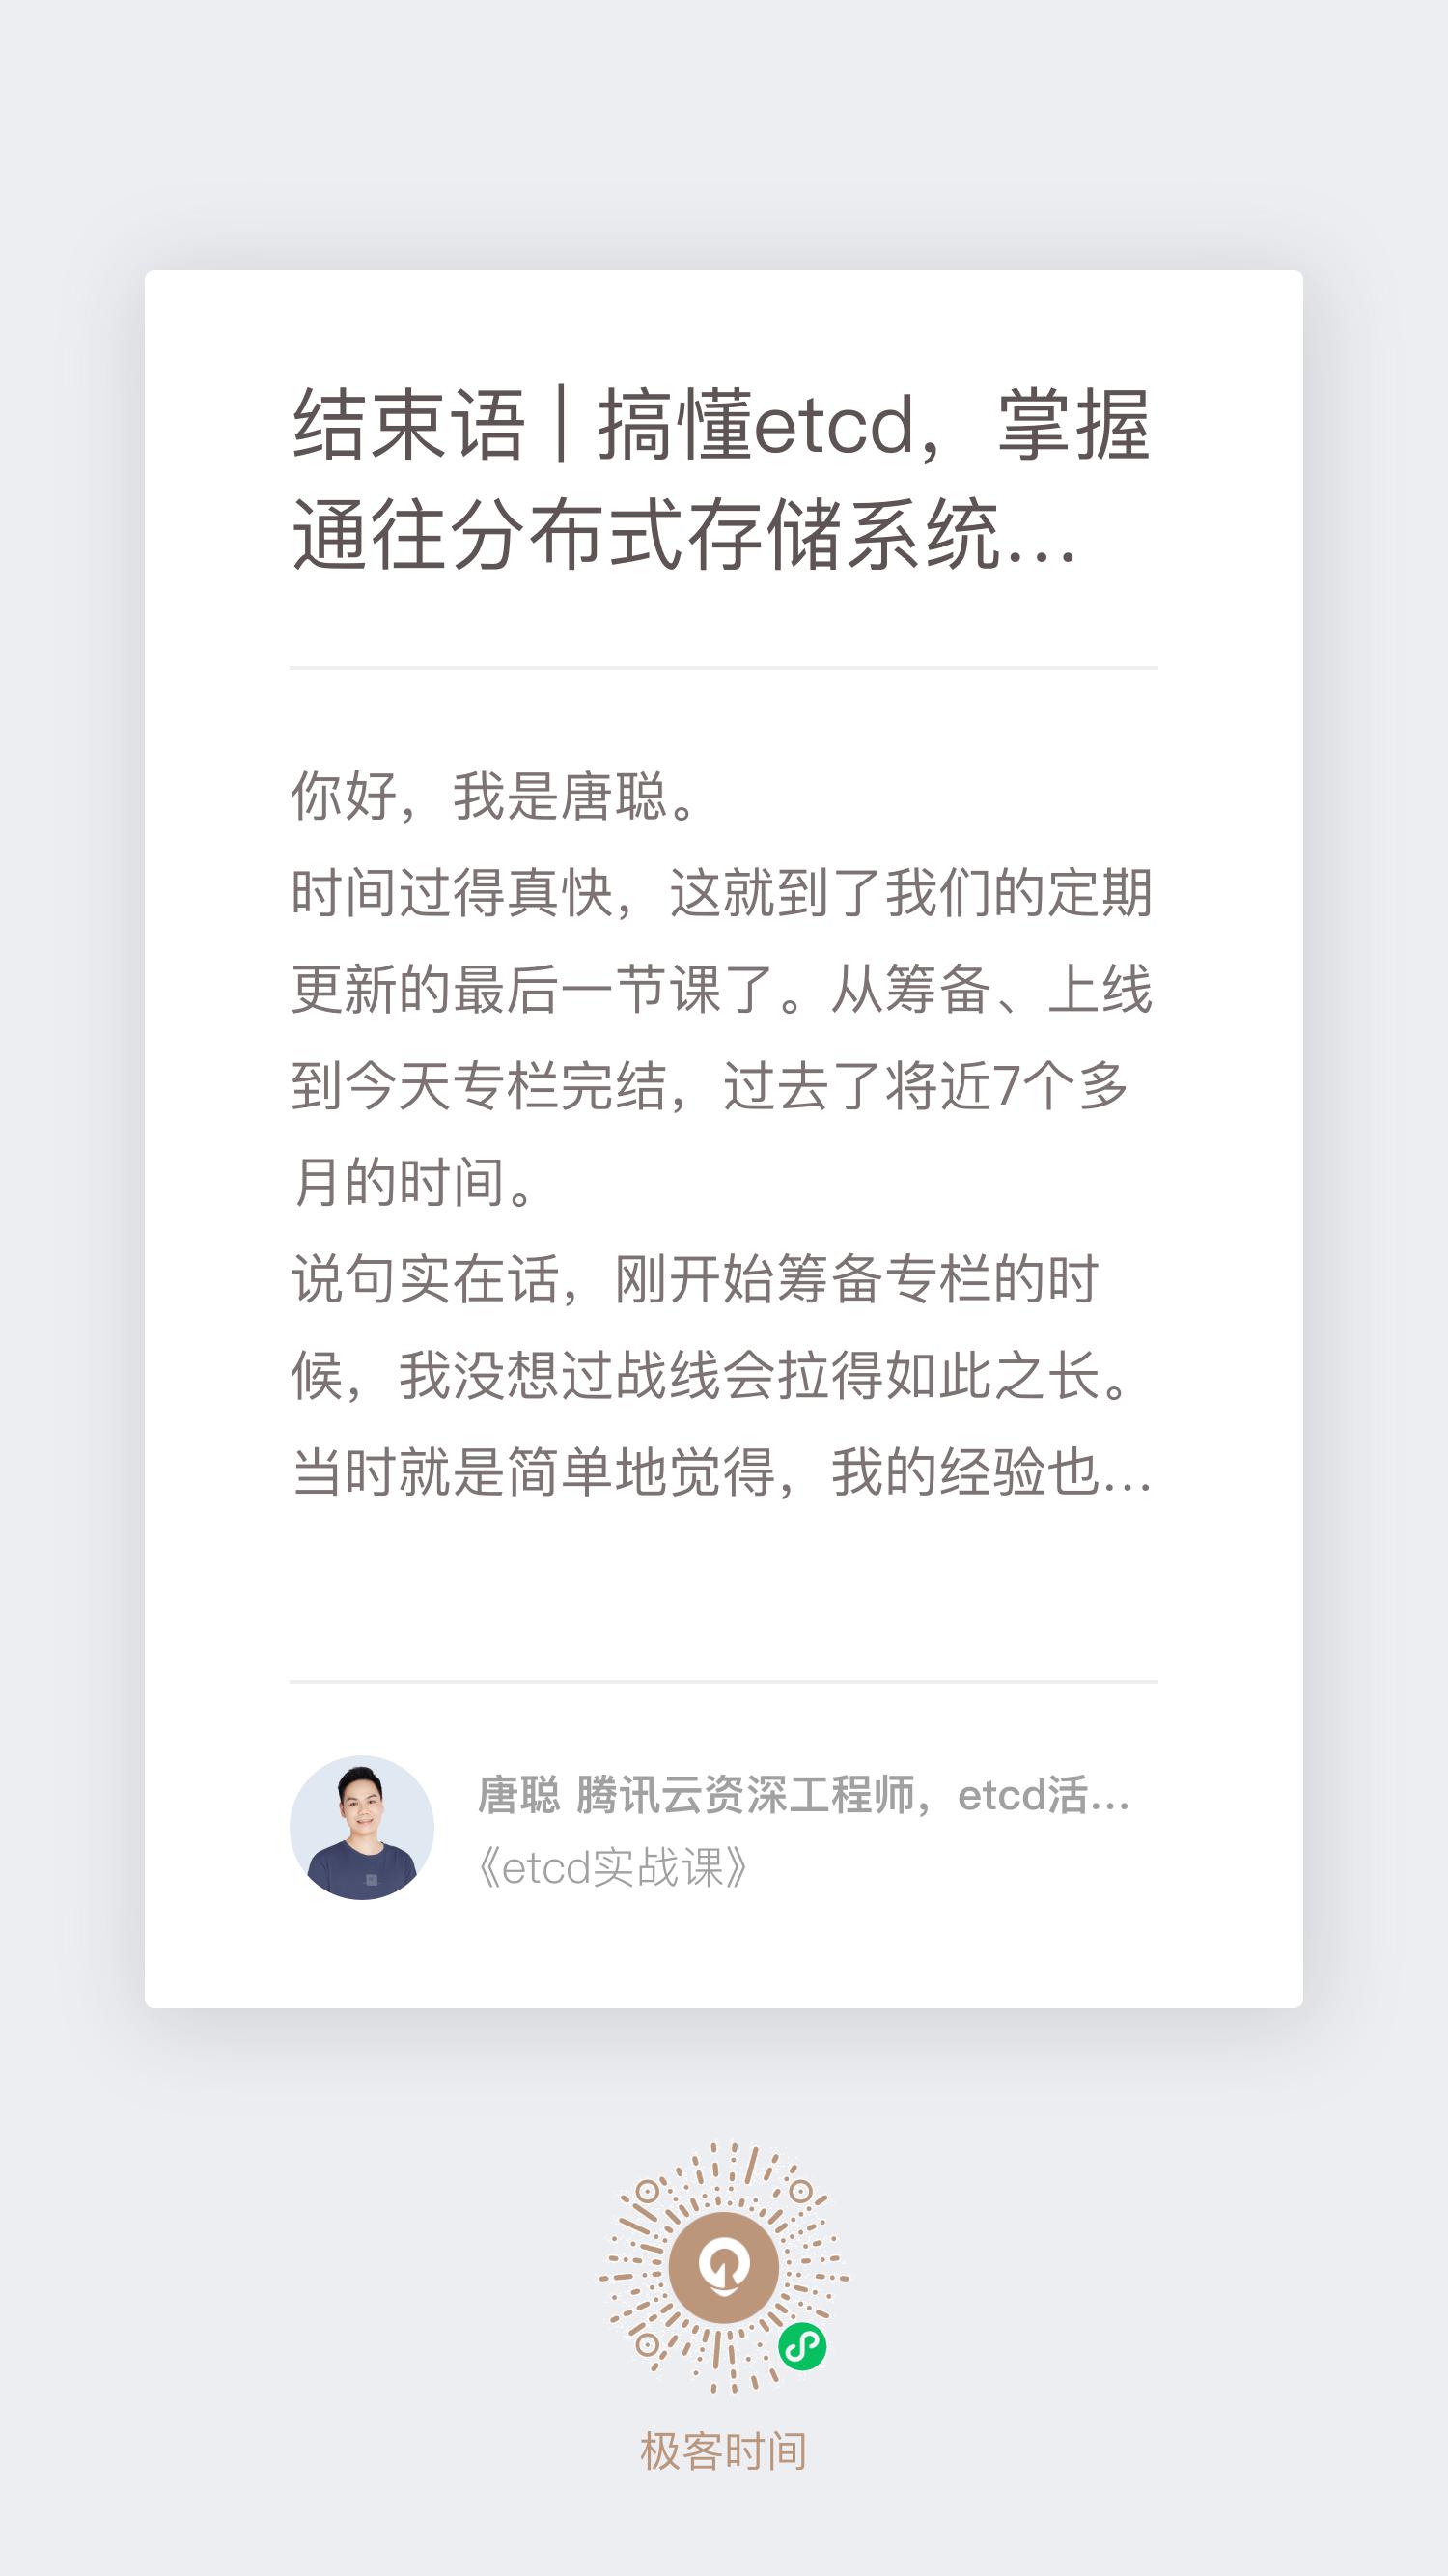 结束语 | 搞懂etcd，掌握
通往分布式存储系统...
你好，我是唐聪。
时间过得真快，这就到了我们的定期
更新的最后一节课了。从筹备、上线
到今天专栏完结，过去了将近7个多
月的时间。
说句实在话，刚开始筹备专栏的时
候，我没想过战线会拉得如此之长。
当时就是简单地觉得，我的经验也...
唐聪 腾讯云资深工程师，etcd活...
《etcd实战课》
极客时间